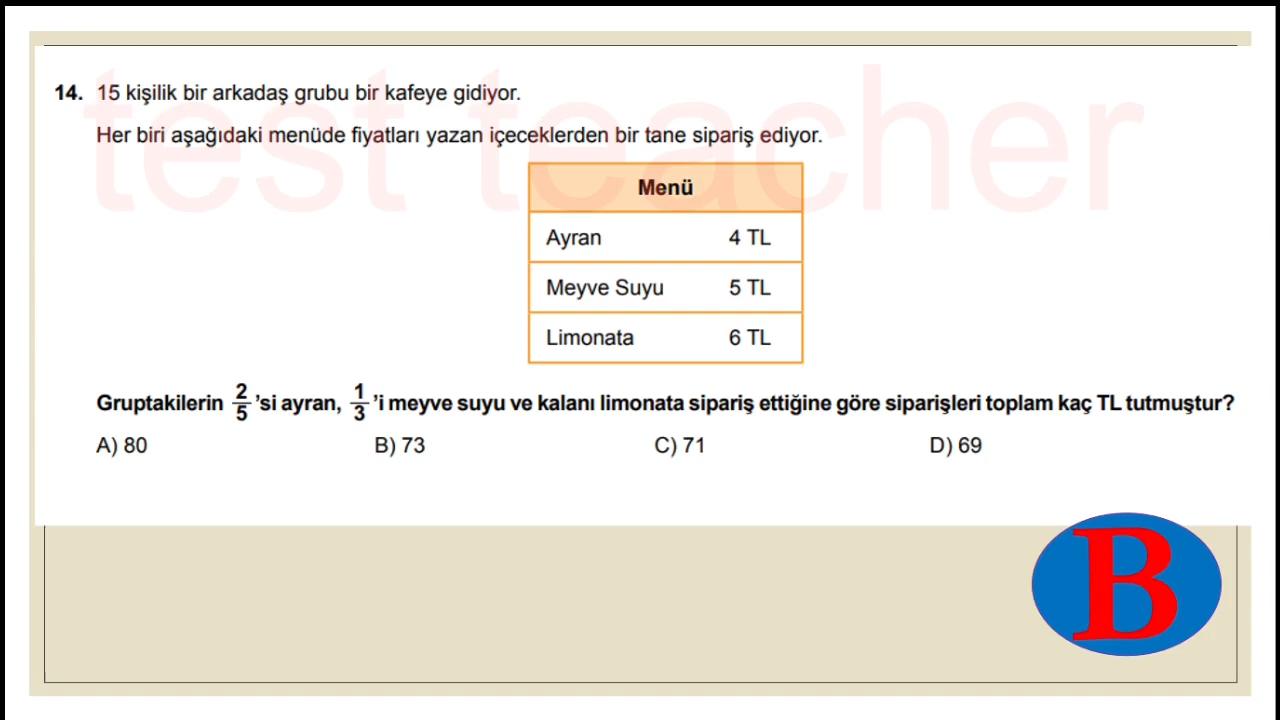 test teacher
14. 15 kişilik bir arkadaş grubu bir kafeye gidiyor.
Her biri aşağıdaki menüde fiyatları yazan içeceklerden bir tane sipariş ediyor.
Menü
Ayran 4 TL
Meyve Suyu 5 TL
Limonata 6 TL
Gruptakilerin 2/5 'si ayran, 1/3 'i meyve suyu ve kalanı limonata sipariş ettiğine göre siparişleri toplam kaç TL tutmuştur?
A) 80 B) 73 C) 71 D) 69
B